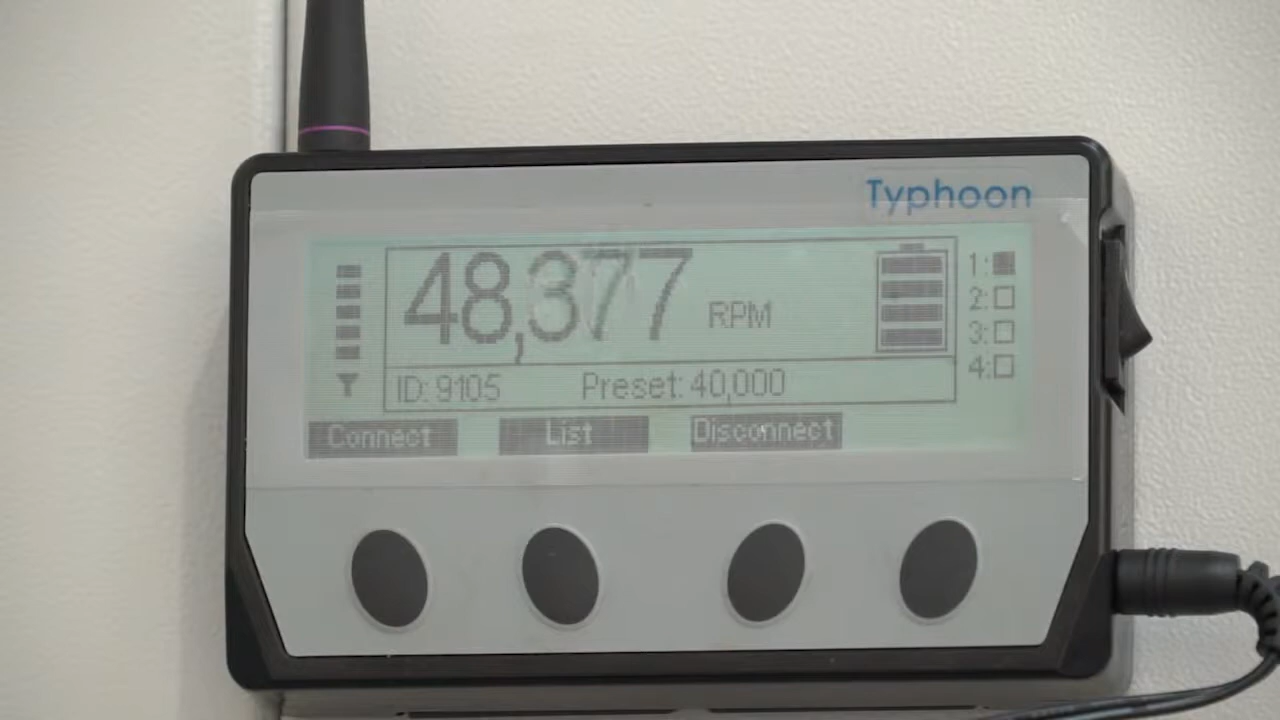 Typhoon
48,377 RPM
1:
2:
3:
4:
ID: 9105 Preset: 40,000
Connect List Disconnect